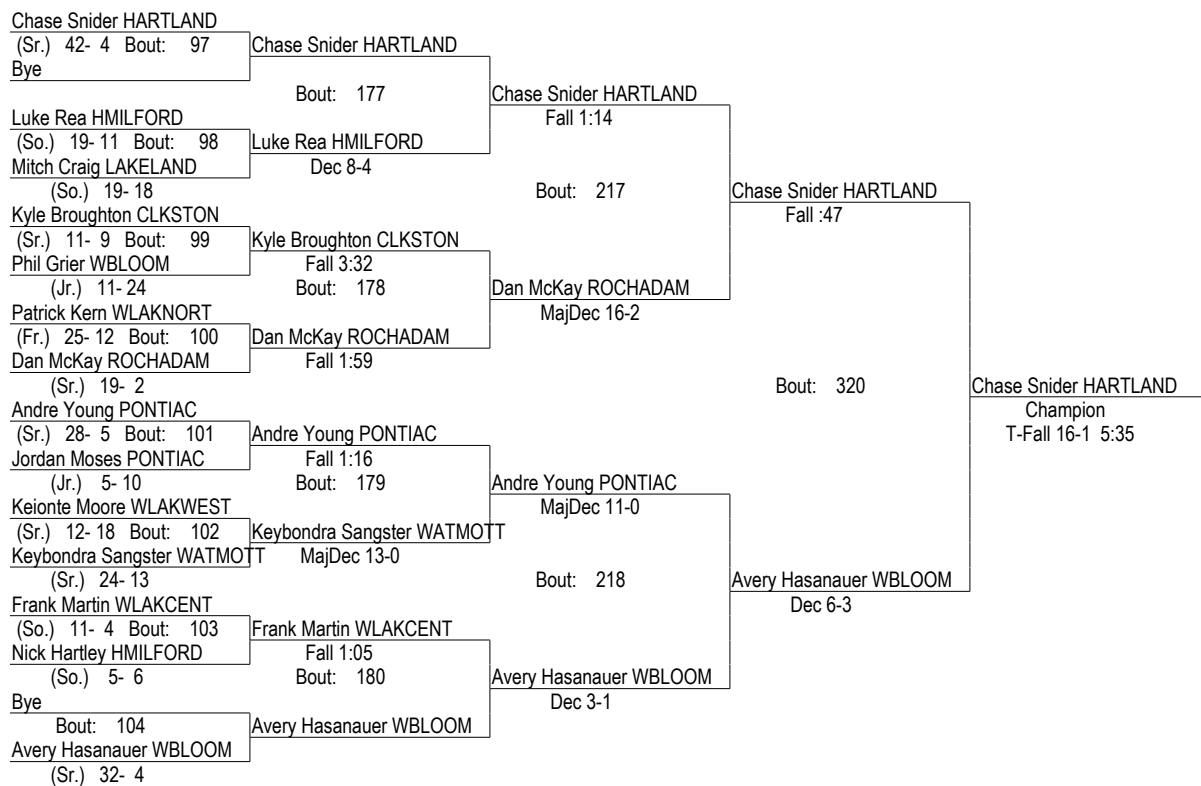 Chase Snider HARTLAND
(Sr.) 42- 4 Bout: 97 Chase Snider HARTLAND
Bye
Bout: 177 Chase Snider HARTLAND
Luke Rea HMILFORD Fall 1:14
(So.) 19- 11 Bout: 98 Luke Rea HMILFORD
Mitch Craig LAKELAND Dec 8-4
(So.) 19- 18 Bout: 217 Chase Snider HARTLAND
Kyle Broughton CLKSTON Fall :47
(Sr.) 11- 9 Bout: 99 Kyle Broughton CLKSTON
Phil Grier WBLOOM Fall 3:32
(Jr.) 11- 24 Bout: 178 Dan McKay ROCHADAM
Patrick Kern WLAKNORT MajDec 16-2
(Fr.) 25- 12 Bout: 100 Dan McKay ROCHADAM
Dan McKay ROCHADAM Fall 1:59
(Sr.) 19- 2 Bout: 320 Chase Snider HARTLAND
Andre Young PONTIAC Champion
(Sr.) 28- 5 Bout: 101 Andre Young PONTIAC T-Fall 16-1 5:35
Jordan Moses PONTIAC Fall 1:16
(Jr.) 5- 10 Bout: 179 Andre Young PONTIAC
Keionte Moore WLAKWEST MajDec 11-0
(Sr.) 12- 18 Bout: 102 Keybondra Sangster WATMOTT
Keybondra Sangster WATMOTT MajDec 13-0
(Sr.) 24- 13 Bout: 218 Avery Hasanauer WBLOOM
Frank Martin WLAKCENT Dec 6-3
(So.) 11- 4 Bout: 103 Frank Martin WLAKCENT
Nick Hartley HMILFORD Fall 1:05
(So.) 5- 6 Bout: 180 Avery Hasanauer WBLOOM
Bye Dec 3-1
Bout: 104 Avery Hasanauer WBLOOM
Avery Hasanauer WBLOOM
(Sr.) 32- 4